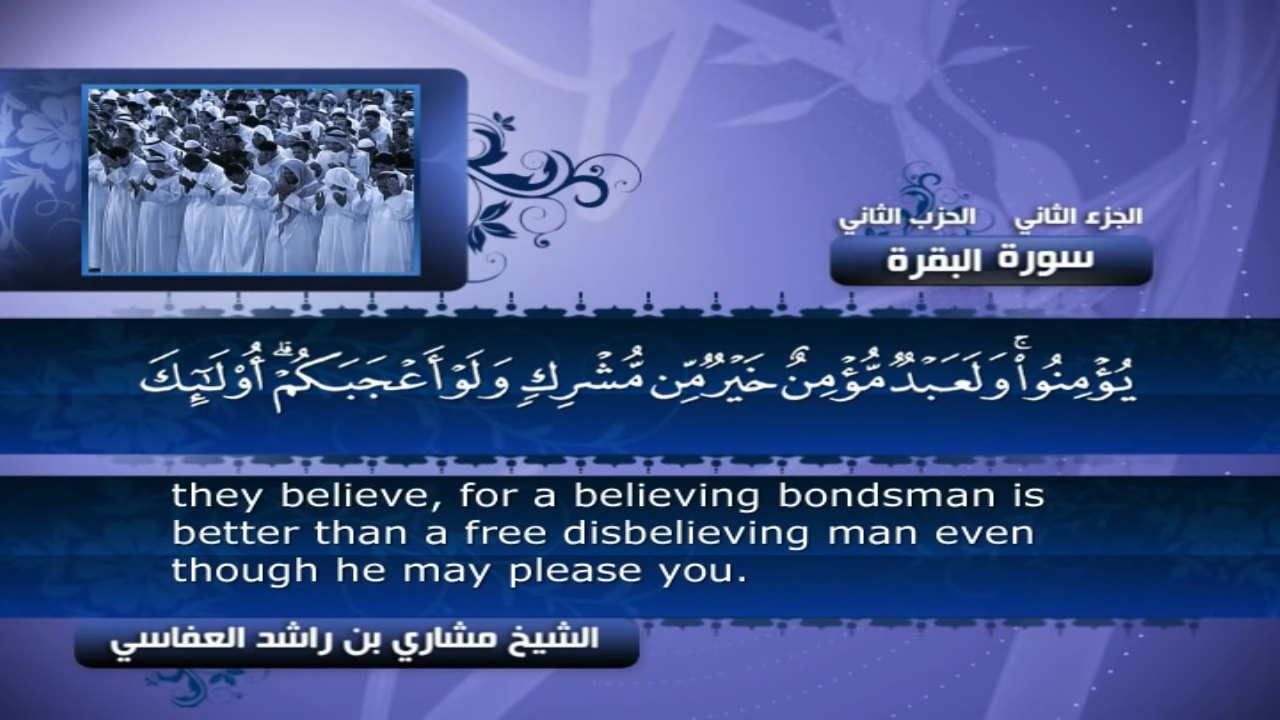 الجزء الثاني الحزب الثاني
سورة البقرة
يُؤْمِنُوا۟ ۚ وَلَعَبْدٌ مُّؤْمِنٌ خَيْرٌ مِّن مُّشْرِكٍ وَلَوْ أَعْجَبَكُمْ ۗ أُو۟لَـٰٓئِكَ
they believe, for a believing bondsman is
better than a free disbelieving man even
though he may please you.
الشيخ مشاري بن راشد العفاسي